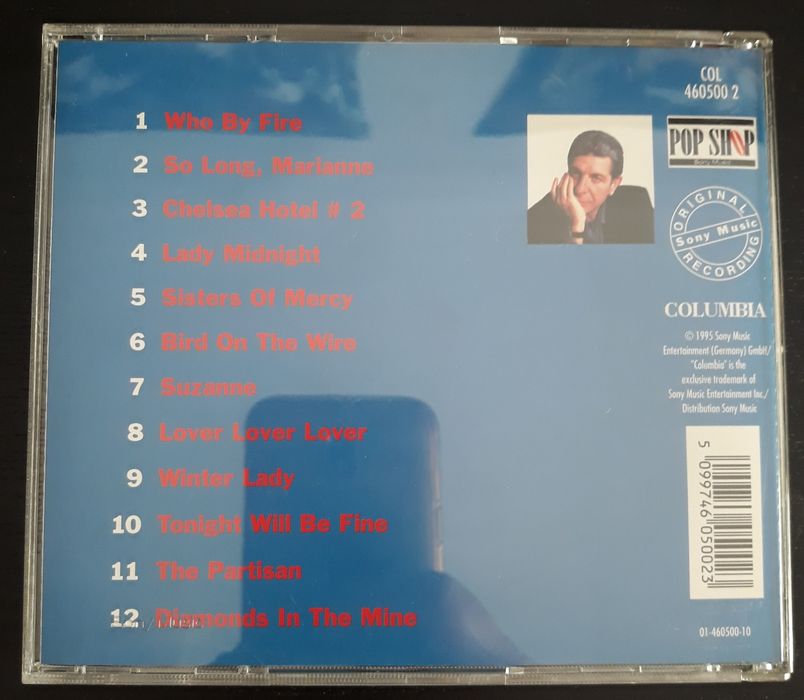 1 Who By Fire
2 So Long, Marianne
3 Chelsea Hotel # 2
4 Lady Midnight
5 Sisters Of Mercy
6 Bird On The Wire
7 Suzanne
8 Lover Lover Lover
9 Winter Lady
10 Tonight Will Be Fine
11 The Partisan
12 Diamonds In The Mine
COL
460500 2
POP SHOP
Sony Music
ORIGINAL
Sony Music
RECORDING
COLUMBIA
© 1995 Sony Music
Entertainment (Germany) GmbH/
"Columbia" is the
exclusive trademark of
Sony Music Entertainment Inc./
Distribution Sony Music
5 099746 050023
01-460500-10